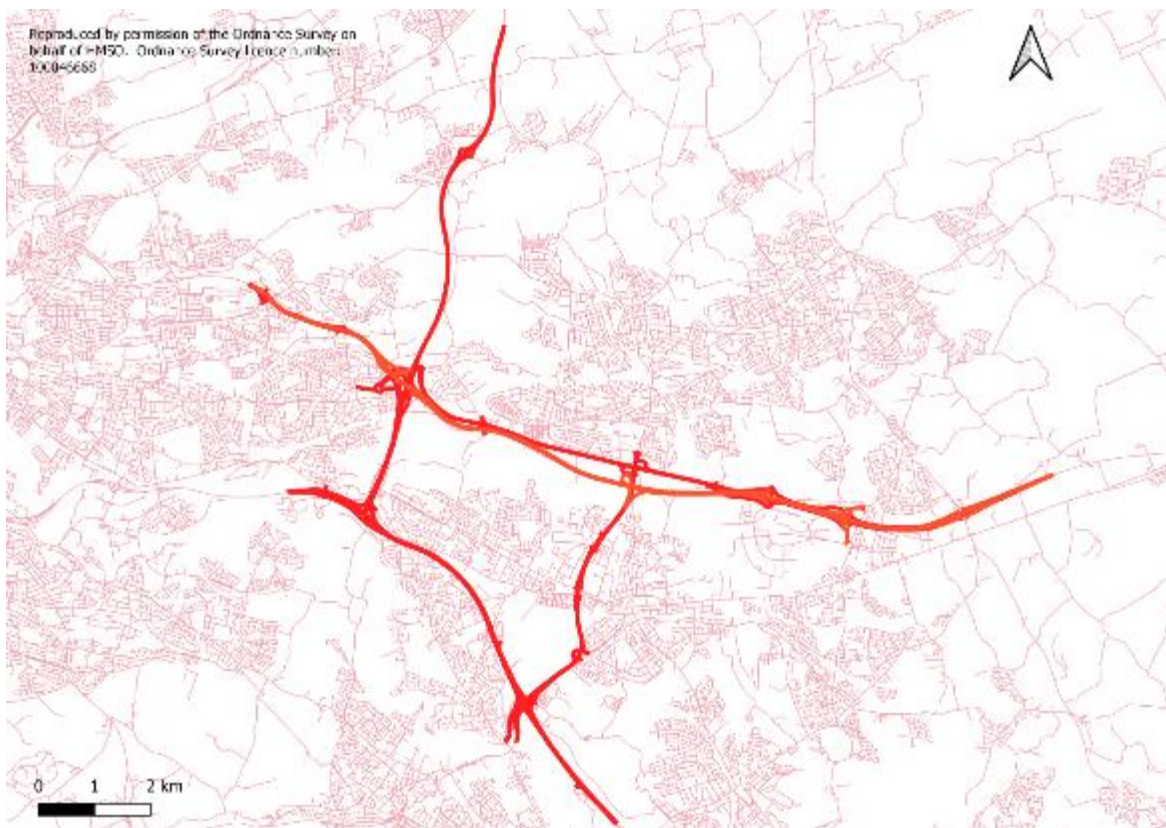 Reproduced by permission of the Ordnance Survey on
behalf of HMSO. Ordnance Survey licence number:
100046668
0 1 2 km